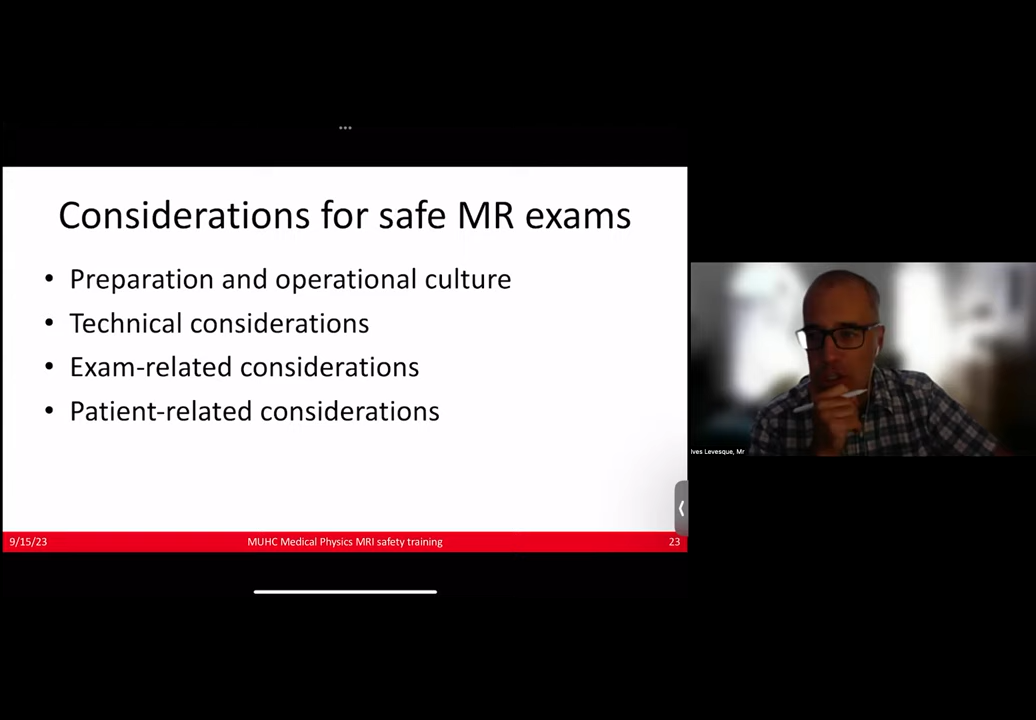 Considerations for safe MR exams
• Preparation and operational culture
• Technical considerations
• Exam-related considerations
• Patient-related considerations
9/15/23
MUHC Medical Physics MRI safety training
23
Ives Levesque, Mr